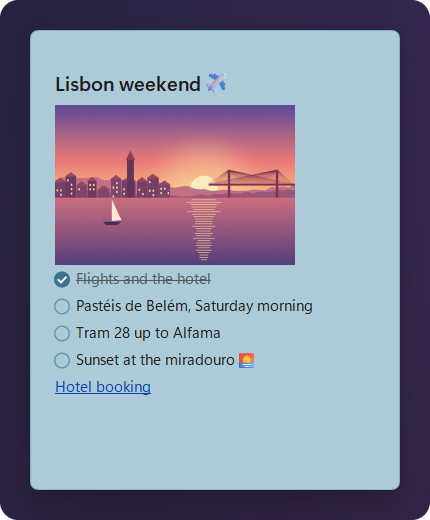 Lisbon weekend ✈️
Flights and the hotel
Pastéis de Belém, Saturday morning
Tram 28 up to Alfama
Sunset at the miradouro 🌅
Hotel booking